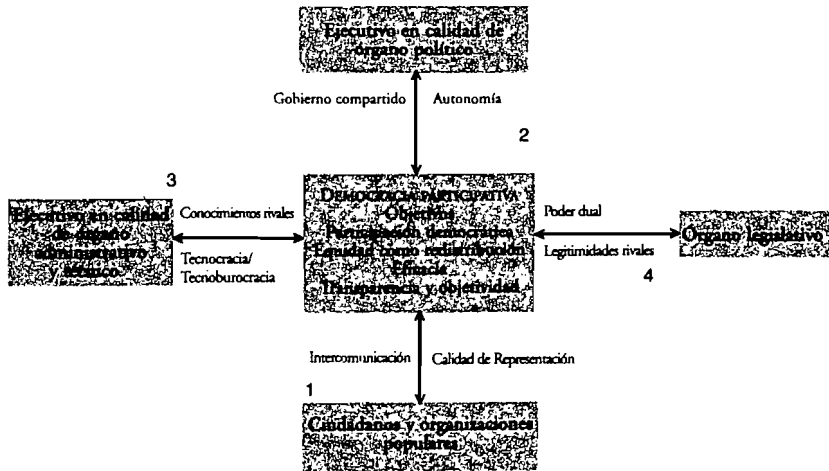 Ejecutivo en calidad de
órgano político
Gobierno compartido
Autonomía
2
3
Ejecutivo en calidad
de órgano
administrativo
y técnico
Conocimientos rivales
Tecnocracia/
Tecnioburocracia
DEMOCRACIA PARTICIPATIVA
Objetivos
Participación democrática
Equidad como redistribución
Eficacia
Transparencia y objetividad
Poder dual
Legitimidades rivales
4
Órgano legislativo
Intercomunicación
Calidad de Representación
1
Ciudadanos y organizaciones
populares